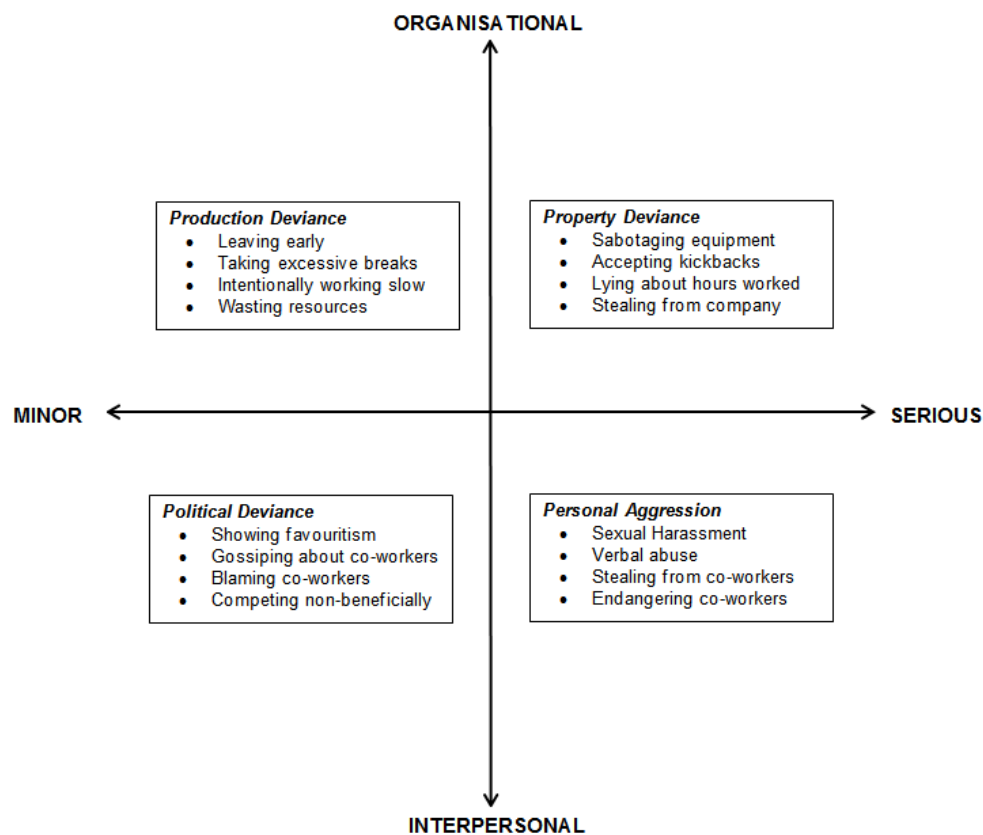 ORGANISATIONAL
Production Deviance
• Leaving early
• Taking excessive breaks
• Intentionally working slow
• Wasting resources
Property Deviance
• Sabotaging equipment
• Accepting kickbacks
• Lying about hours worked
• Stealing from company
MINOR
SERIOUS
Political Deviance
• Showing favouritism
• Gossiping about co-workers
• Blaming co-workers
• Competing non-beneficially
Personal Aggression
• Sexual Harassment
• Verbal abuse
• Stealing from co-workers
• Endangering co-workers
INTERPERSONAL